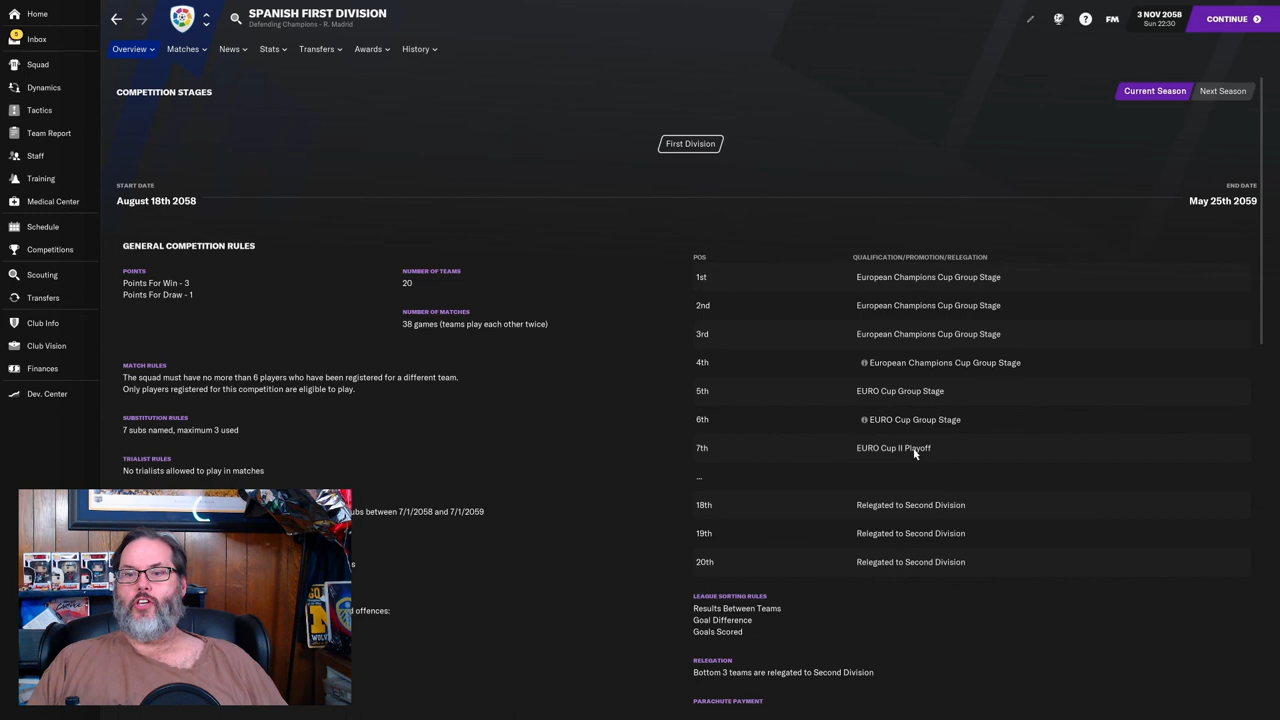 Home
SPANISH FIRST DIVISION
Defending Champions - R. Madrid
3 NOV 2058
Sun 22:30
FM
CONTINUE
5
Inbox
Overview
Matches
News
Stats
Transfers
Awards
History
Squad
Dynamics
Tactics
Team Report
Staff
Training
Medical Center
Schedule
Competitions
Scouting
Transfers
Club Info
Club Vision
Finances
Dev. Center
COMPETITION STAGES
Current Season
Next Season
First Division
START DATE
August 18th 2058
END DATE
May 25th 2059
GENERAL COMPETITION RULES
POINTS
Points For Win - 3
Points For Draw - 1
NUMBER OF TEAMS
20
NUMBER OF MATCHES
38 games (teams play each other twice)
MATCH RULES
The squad must have no more than 6 players who have been registered for a different team.
Only players registered for this competition are eligible to play.
SUBSTITUTION RULES
7 subs named, maximum 3 used
TRIALIST RULES
No trialists allowed to play in matches
ubs between 7/1/2058 and 7/1/2059
s
d offences:
POS QUALIFICATION/PROMOTION/RELEGATION
1st European Champions Cup Group Stage
2nd European Champions Cup Group Stage
3rd European Champions Cup Group Stage
4th European Champions Cup Group Stage
5th EURO Cup Group Stage
6th EURO Cup Group Stage
7th EURO Cup II Playoff
...
18th Relegated to Second Division
19th Relegated to Second Division
20th Relegated to Second Division
LEAGUE SORTING RULES
Results Between Teams
Goal Difference
Goals Scored
RELEGATION
Bottom 3 teams are relegated to Second Division
PARACHUTE PAYMENT
M
WOLV